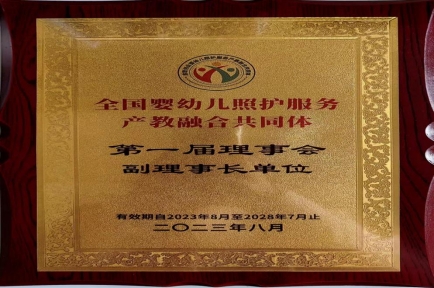 全国婴幼儿照护服务
产教融合共同体
第一届理事会
副理事长单位
有效期自2023年8月至2028年7月止
二〇二三年八月